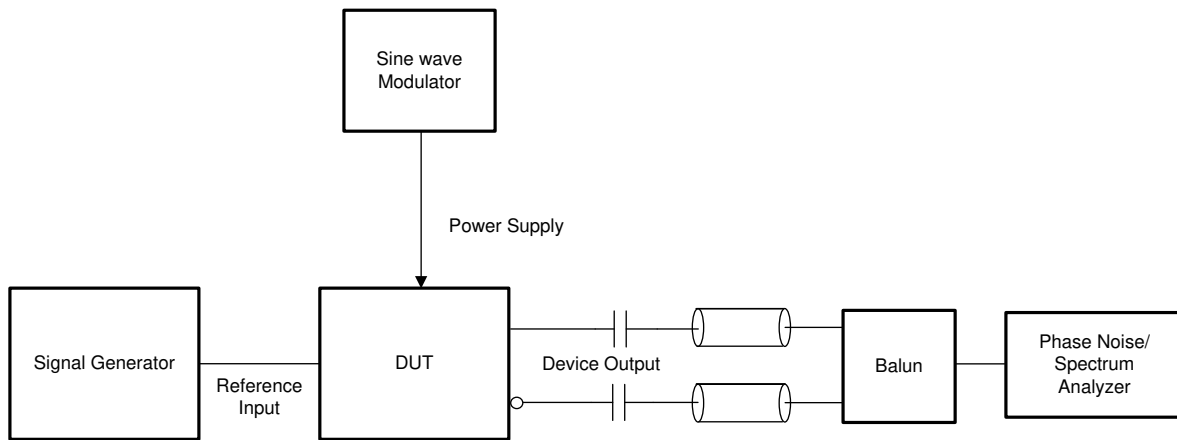 Sine wave
Modulator
Power Supply
Signal Generator
Reference
Input
DUT
Device Output
Balun
Phase Noise/
Spectrum
Analyzer